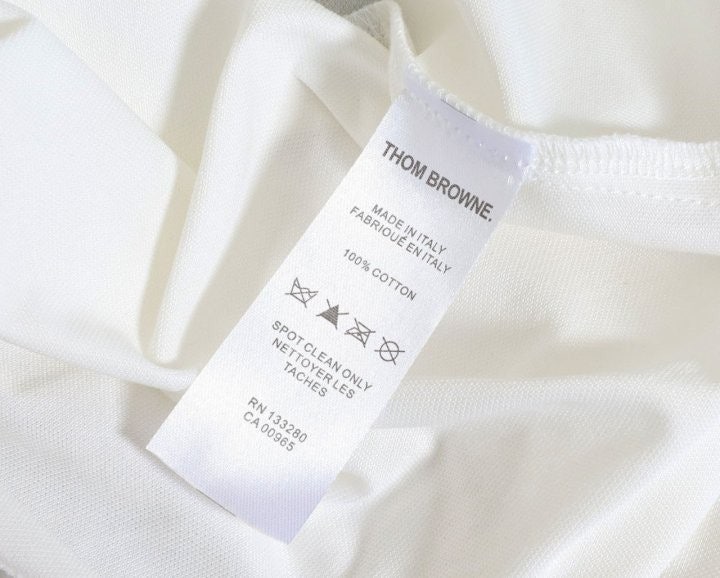 THOM BROWNE.
MADE IN ITALY
FABRIQUÉ EN ITALY
100% COTTON
SPOT CLEAN ONLY
NETTOYER LES
TACHES
RN 133280
CA 00965